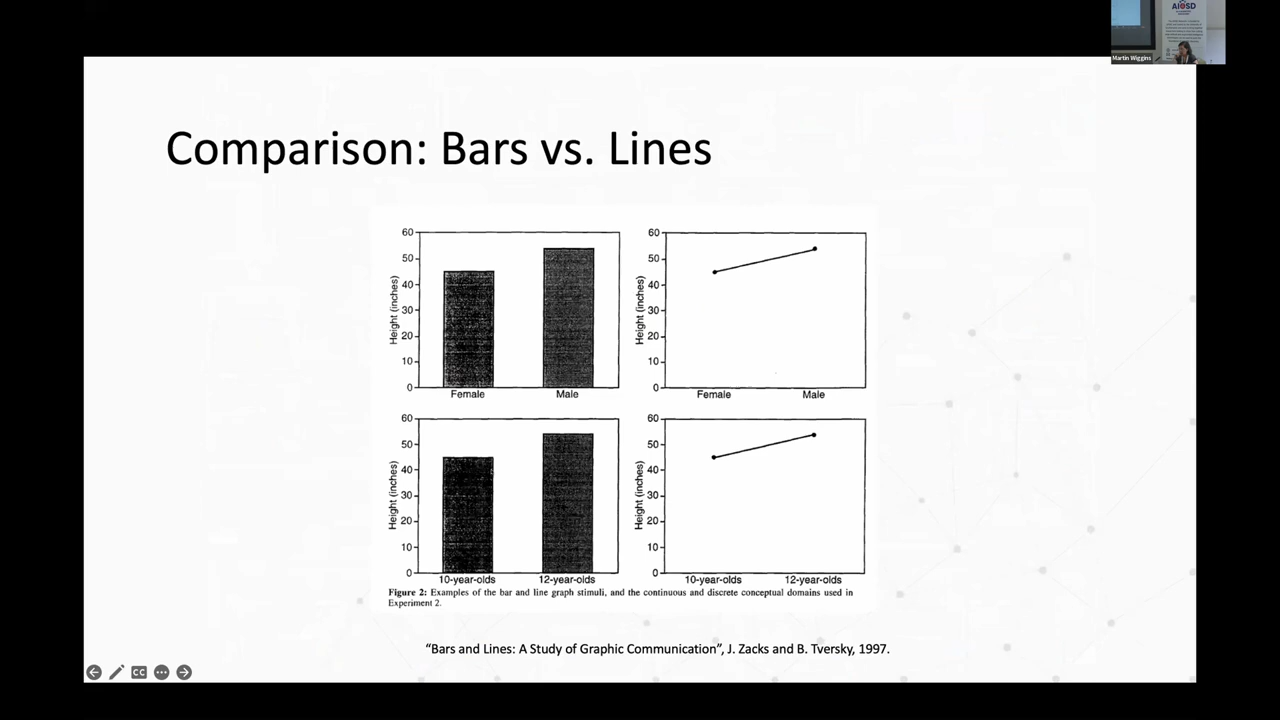 AIOSD
Martin Wiggins
Comparison: Bars vs. Lines
60
50
40
30
20
10
0
Height (inches)
Female Male
60
50
40
30
20
10
0
Height (inches)
Female Male
60
50
40
30
20
10
0
Height (inches)
10-year-olds 12-year-olds
60
50
40
30
20
10
0
Height (inches)
10-year-olds 12-year-olds
Figure 2: Examples of the bar and line graph stimuli, and the continuous and discrete conceptual domains used in
Experiment 2.
“Bars and Lines: A Study of Graphic Communication”, J. Zacks and B. Tversky, 1997.
CC